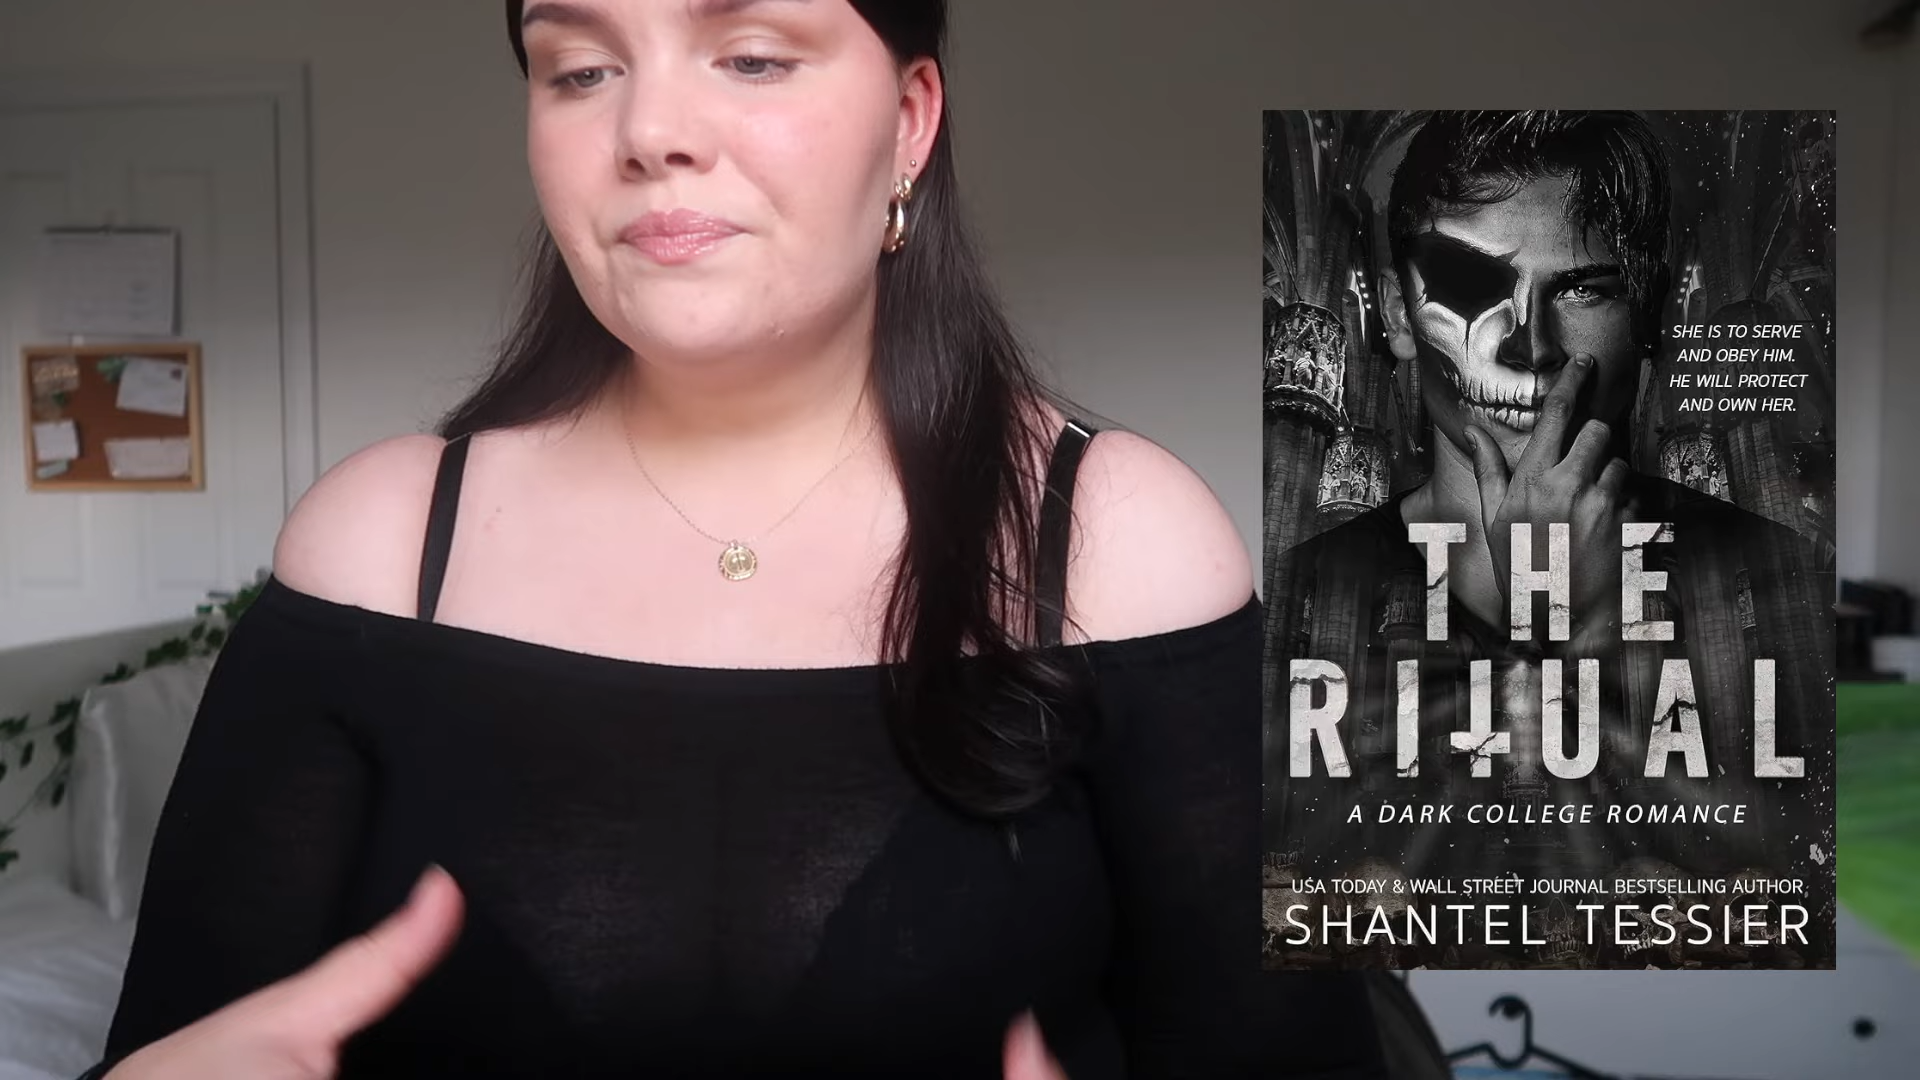 SHE IS TO SERVE
AND OBEY HIM.
HE WILL PROTECT
AND OWN HER.
THE
RITUAL
A DARK COLLEGE ROMANCE
USA TODAY & WALL STREET JOURNAL BESTSELLING AUTHOR
SHANTEL TESSIER